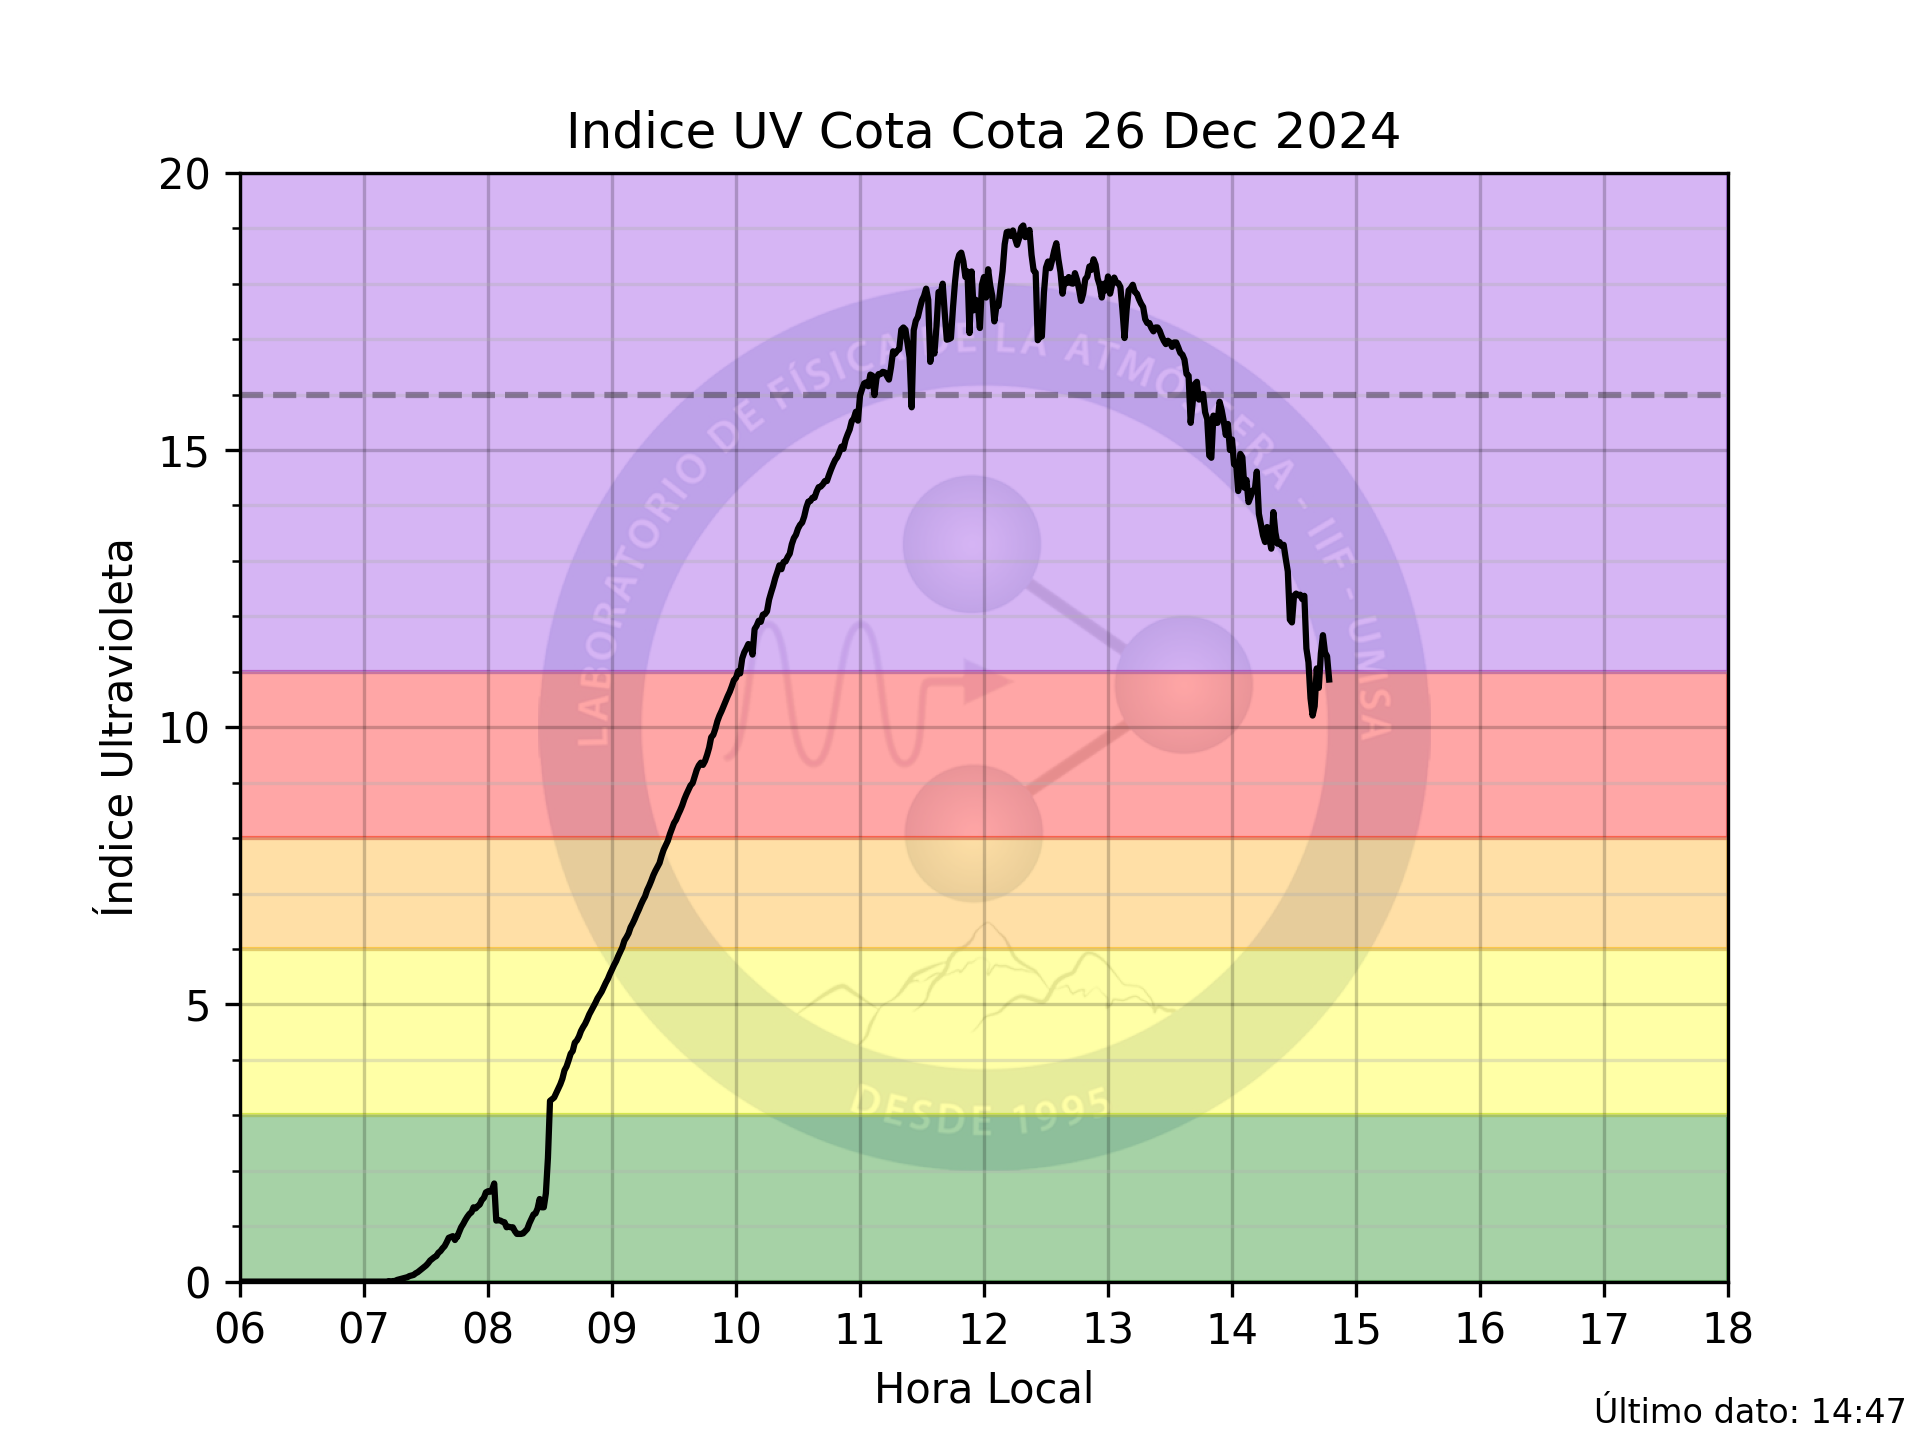 Indice UV Cota Cota 26 Dec 2024
20
15
10
5
0
Índice Ultravioleta
06 07 08 09 10 11 12 13 14 15 16 17 18
Hora Local
Último dato: 14:47
LABORATORIO DE FÍSICA DE LA ATMÓSFERA - IIF - UMSA
DESDE 1995